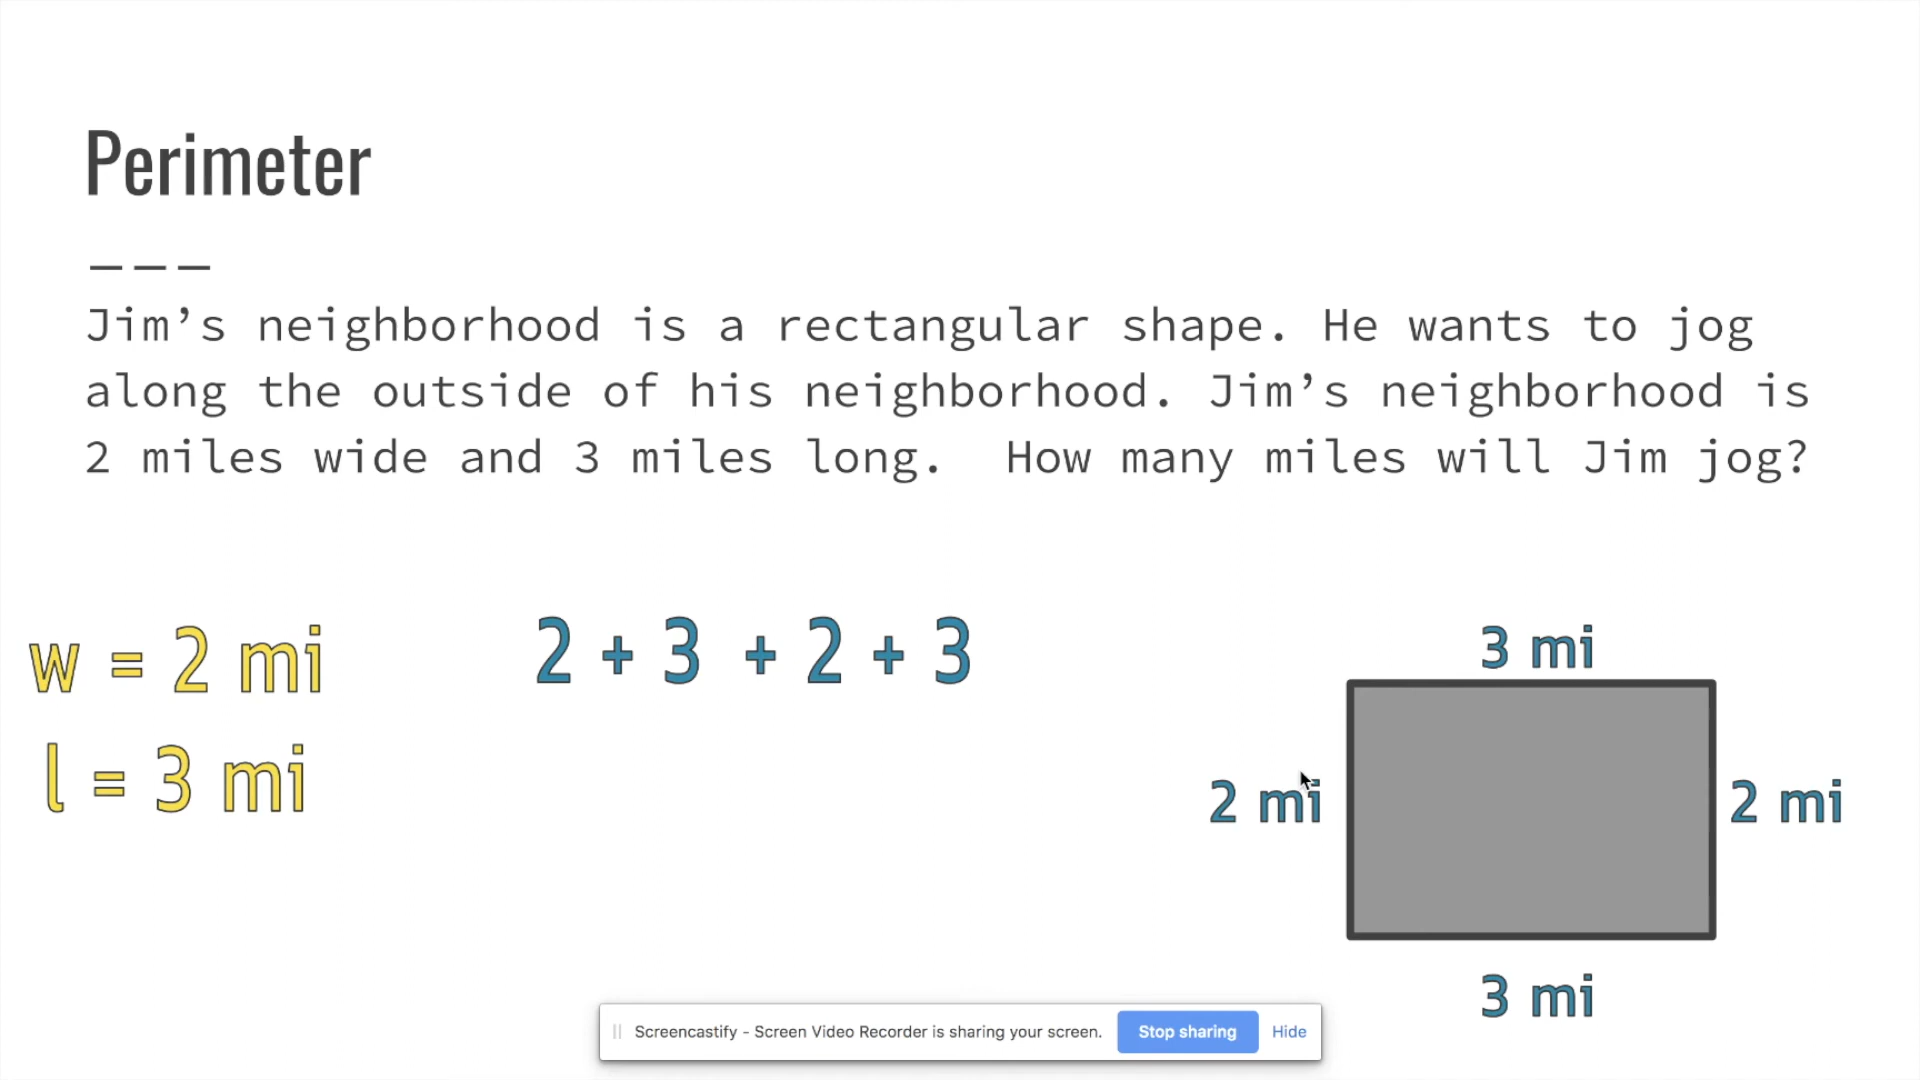 Perimeter
Jim’s neighborhood is a rectangular shape. He wants to jog
along the outside of his neighborhood. Jim’s neighborhood is
2 miles wide and 3 miles long.  How many miles will Jim jog?
w = 2 mi
l = 3 mi
2 + 3 + 2 + 3
3 mi
2 mi
2 mi
3 mi
Screencastify - Screen Video Recorder is sharing your screen. Stop sharing Hide